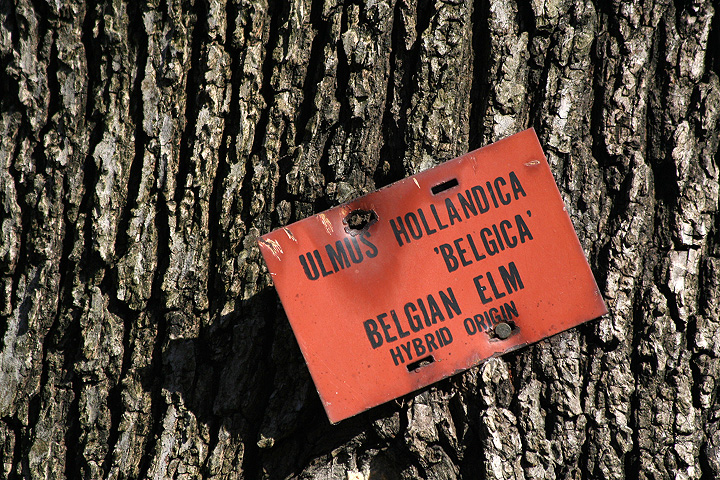 ULMUS HOLLANDICA
'BELGICA'
BELGIAN ELM
HYBRID ORIGIN